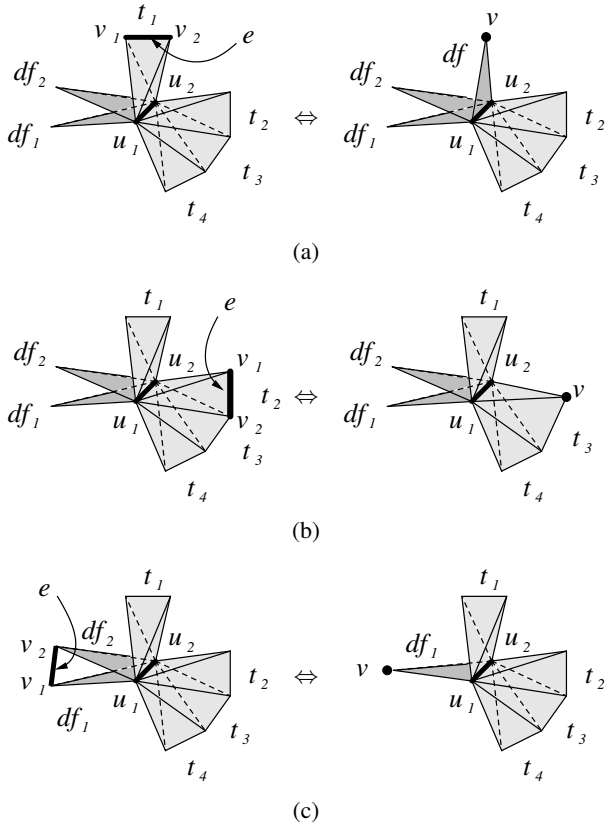 v₁ t₁ v₂ e v
df₂ u₂ df u₂
df₂
df₁ u₁ t₂ ⇔ df₁ u₁ t₂
t₃ t₃
t₄ t₄
(a)
t₁ e t₁
df₂ u₂ v₁ df₂ u₂
df₁ u₁ t₂ ⇔ df₁ u₁ v
v₂
t₃ t₃
t₄ t₄
(b)
e t₁ t₁
v₂ df₂ u₂ df₁ u₂
v₁ u₁ t₂ ⇔ v u₁ t₂
df₁ t₃ t₃
t₄ t₄
(c)